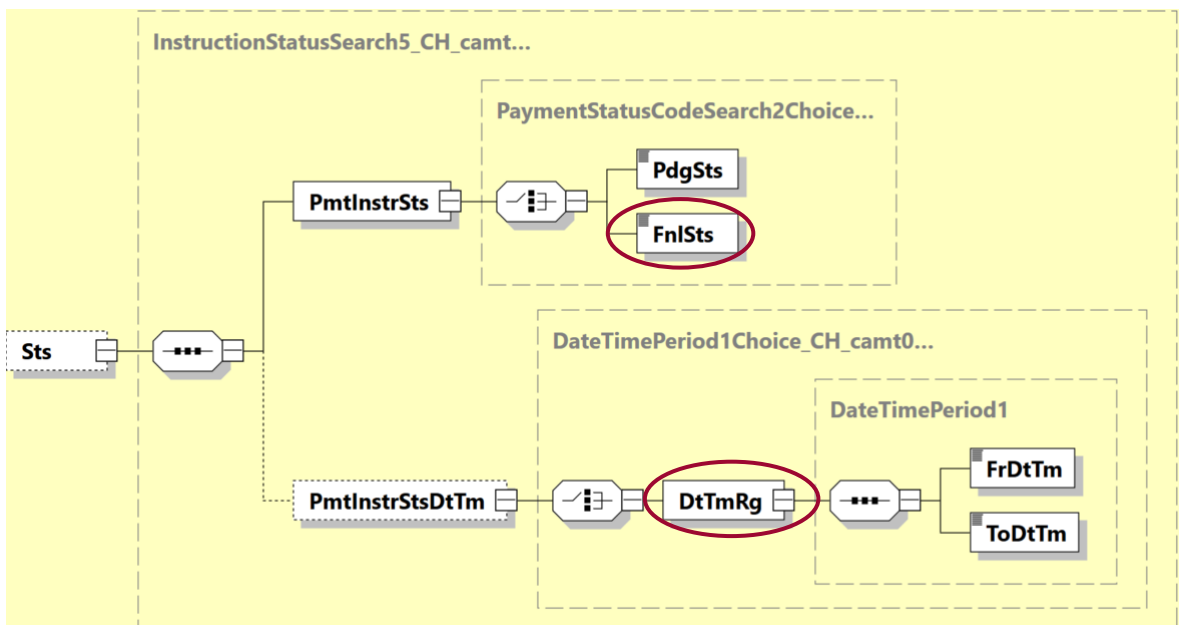 InstructionStatusSearch5_CH_camt...
PaymentStatusCodeSearch2Choice...
PdgSts
PmtInstrSts
FnlSts
Sts
DateTimePeriod1Choice_CH_camt0...
DateTimePeriod1
FrDtTm
PmtInstrStsDtTm
DtTmRg
ToDtTm